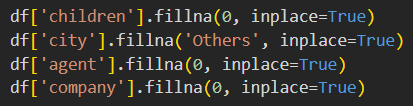 df['children'].fillna(0, inplace=True)
df['city'].fillna('Others', inplace=True)
df['agent'].fillna(0, inplace=True)
df['company'].fillna(0, inplace=True)